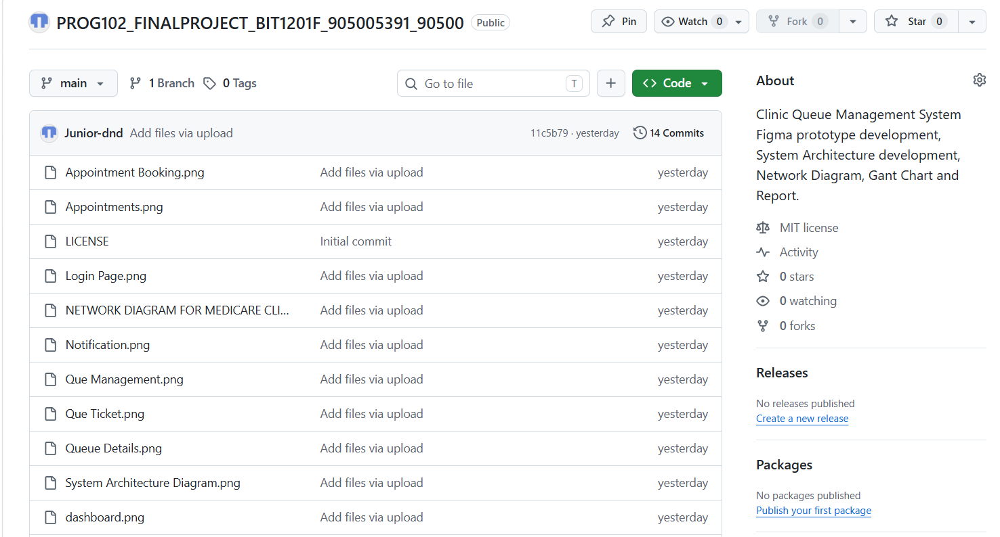 PROG102_FINALPROJECT_BIT1201F_905005391_90500 Public Pin Watch 0 Fork 0 Star 0
main 1 Branch 0 Tags Go to file T Code
Junior-dnd Add files via upload 11c5b79 · yesterday 14 Commits
Appointment Booking.png Add files via upload yesterday
Appointments.png Add files via upload yesterday
LICENSE Initial commit yesterday
Login Page.png Add files via upload yesterday
NETWORK DIAGRAM FOR MEDICARE CLI... Add files via upload yesterday
Notification.png Add files via upload yesterday
Que Management.png Add files via upload yesterday
Que Ticket.png Add files via upload yesterday
Queue Details.png Add files via upload yesterday
System Architecture Diagram.png Add files via upload yesterday
dashboard.png Add files via upload yesterday
About
Clinic Queue Management System
Figma prototype development,
System Architecture development,
Network Diagram, Gant Chart and
Report.
MIT license
Activity
0 stars
0 watching
0 forks
Releases
No releases published
Create a new release
Packages
No packages published
Publish your first package